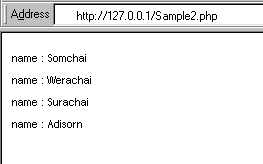 Address http://127.0.0.1/Sample2.php
name : Somchai
name : Werachai
name : Surachai
name : Adisorn